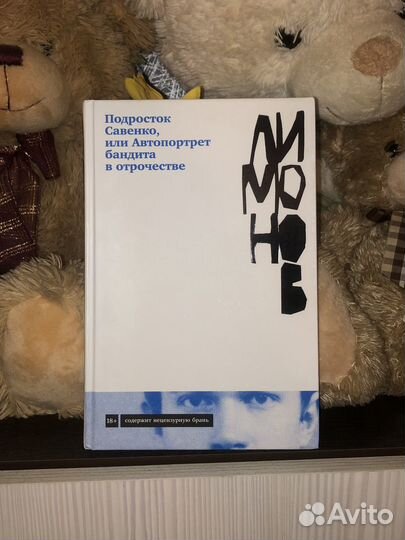 Подросток
Савенко,
или Автопортрет
бандита
в отрочестве
ЛИМОНОВ
18+ содержит нецензурную брань
Avito